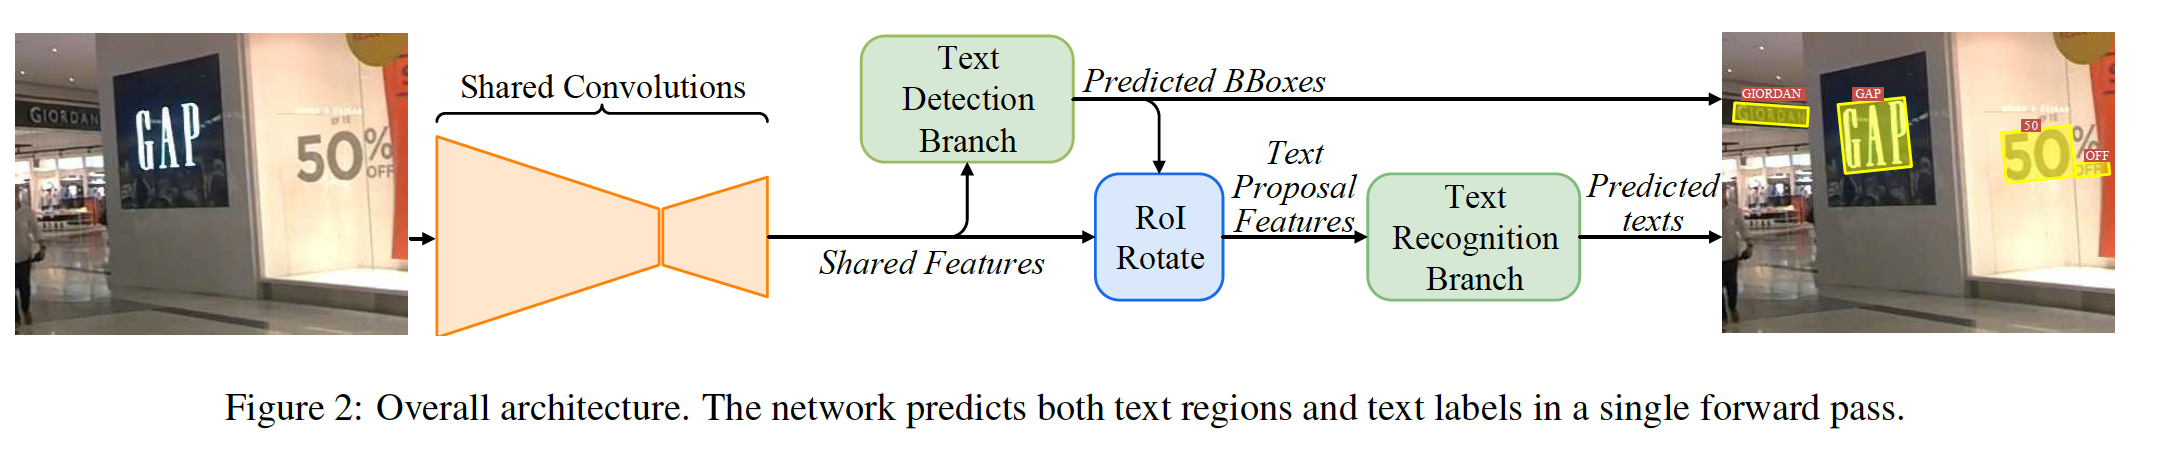 GIORDAN
GAP
50%
OFF
Shared Convolutions
Shared Features
Text
Detection
Branch
Predicted BBoxes
RoI
Rotate
Text
Proposal
Features
Text
Recognition
Branch
Predicted
texts
GIORDAN
GIORDAN
GAP
GAP
50
50%
OFF
OFF
Figure 2: Overall architecture. The network predicts both text regions and text labels in a single forward pass.